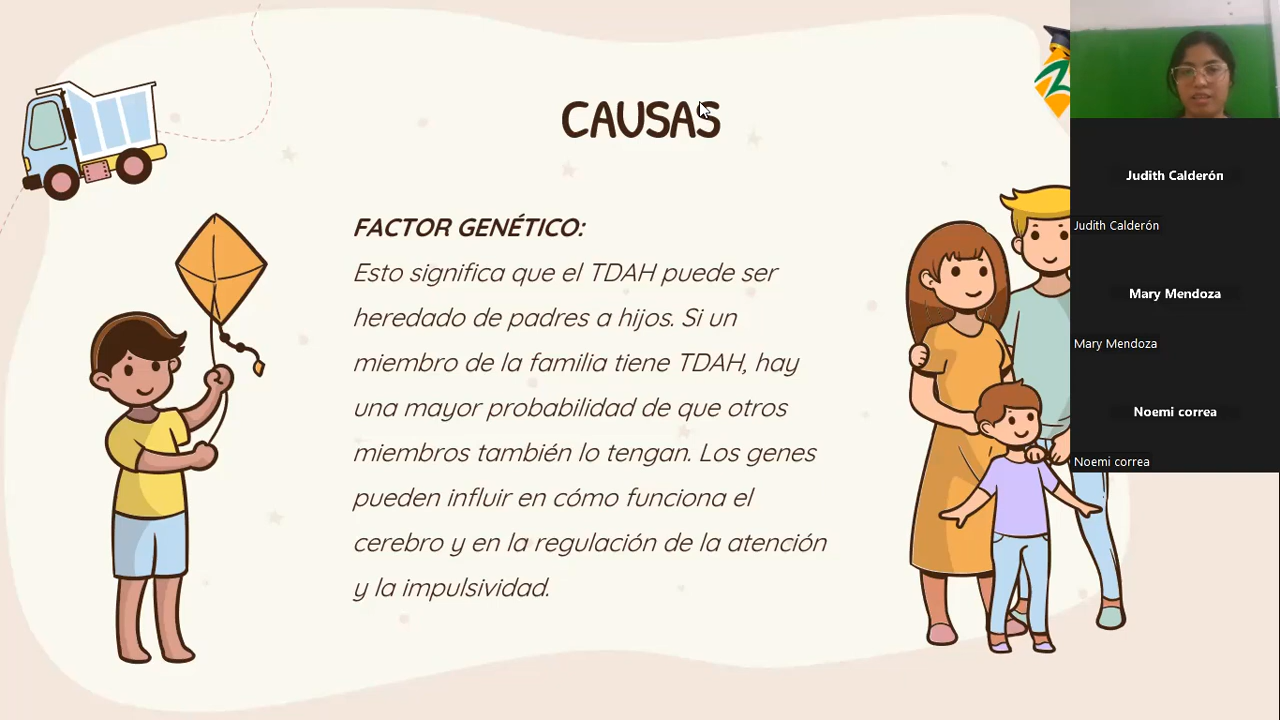 CAUSAS
FACTOR GENÉTICO:
Esto significa que el TDAH puede ser
heredado de padres a hijos. Si un
miembro de la familia tiene TDAH, hay
una mayor probabilidad de que otros
miembros también lo tengan. Los genes
pueden influir en cómo funciona el
cerebro y en la regulación de la atención
y la impulsividad.
Judith Calderón
Judith Calderón
Mary Mendoza
Mary Mendoza
Noemi correa
Noemi correa